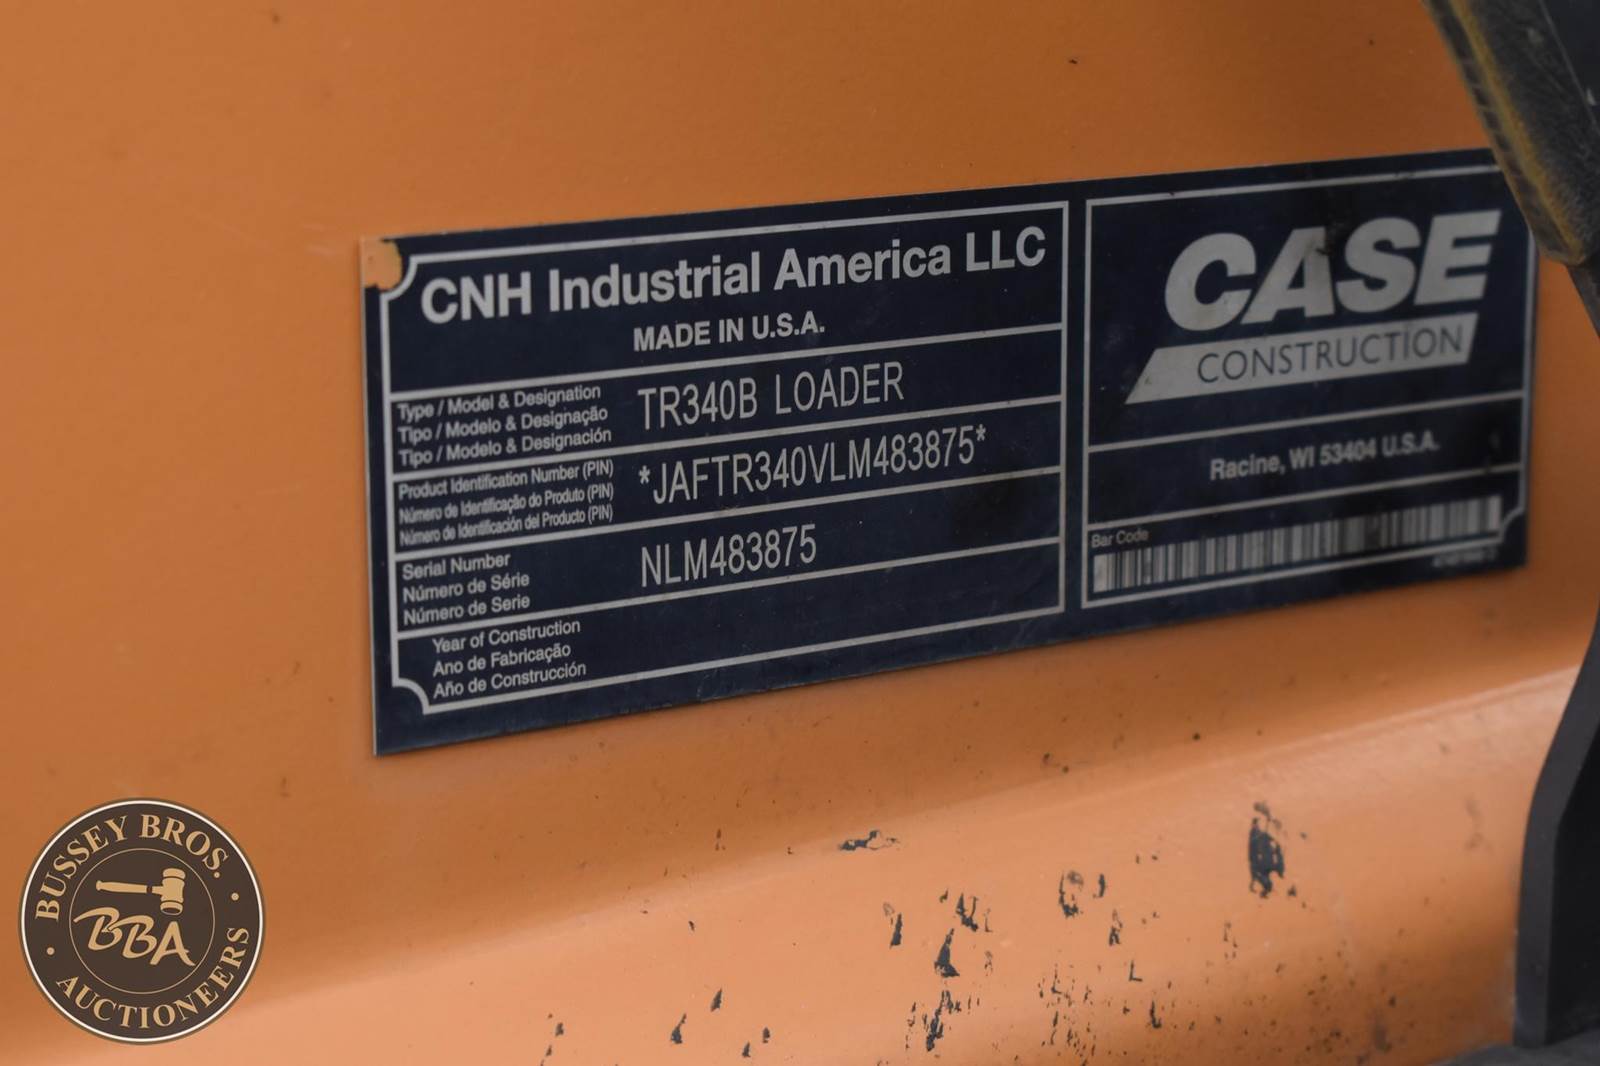 CNH Industrial America LLC
MADE IN U.S.A.
Type / Model & Designation
Tipo / Modelo & Designação
Tipo / Modelo & Designación
TR340B LOADER
Product Identification Number (PIN)
Número de Identificação do Produto (PIN)
Número de Identificación del Producto (PIN)
*JAFTR340VLM483875*
Serial Number
Número de Série
Número de Serie
NLM483875
Year of Construction
Ano de Fabricação
Año de Construcción
CASE
CONSTRUCTION
Racine, WI 53404 U.S.A.
Bar Code
BUSSEY BROS.
BBA
AUCTIONEERS